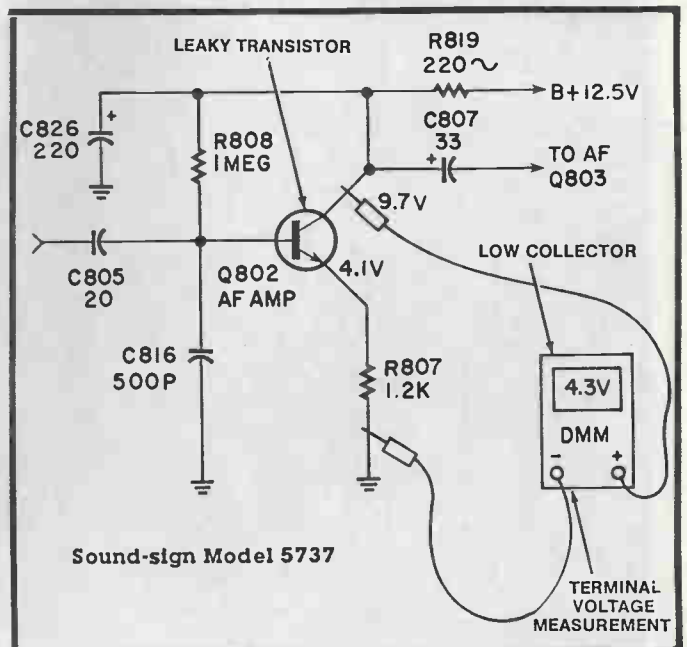 LEAKY TRANSISTOR
R819
220 ~
B+12.5V
C826
220
+
R808
1 MEG
C807
33
+
TO AF
Q803
9.7V
LOW COLLECTOR
C805
20
Q802
AF AMP
4.1V
C816
500P
R807
1.2K
4.3V
DMM
- +
Sound-sign Model 5737
TERMINAL
VOLTAGE
MEASUREMENT